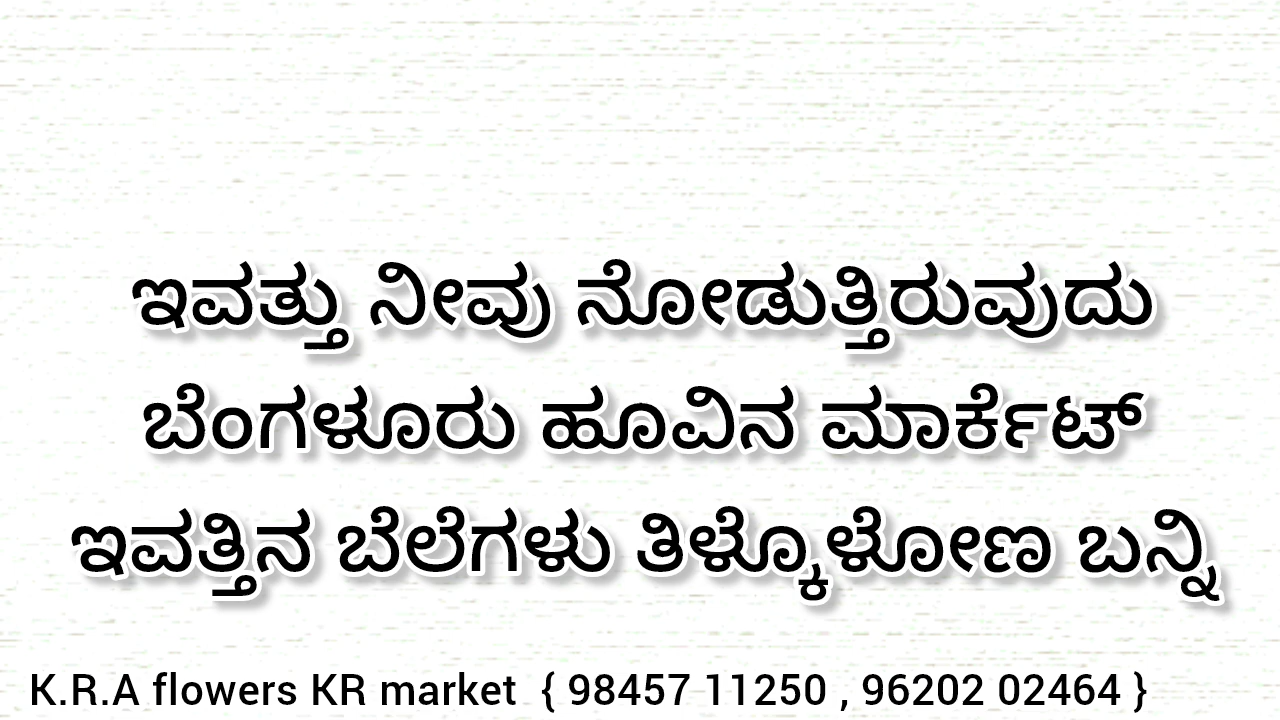 ಇವತ್ತು ನೀವು ನೋಡುತ್ತಿರುವುದು
ಬೆಂಗಳೂರು ಹೂವಿನ ಮಾರ್ಕೆಟ್
ಇವತ್ತಿನ ಬೆಲೆಗಳು ತಿಳ್ಕೊಳೋಣ ಬನ್ನಿ
K.R.A flowers KR market { 98457 11250 , 96202 02464 }